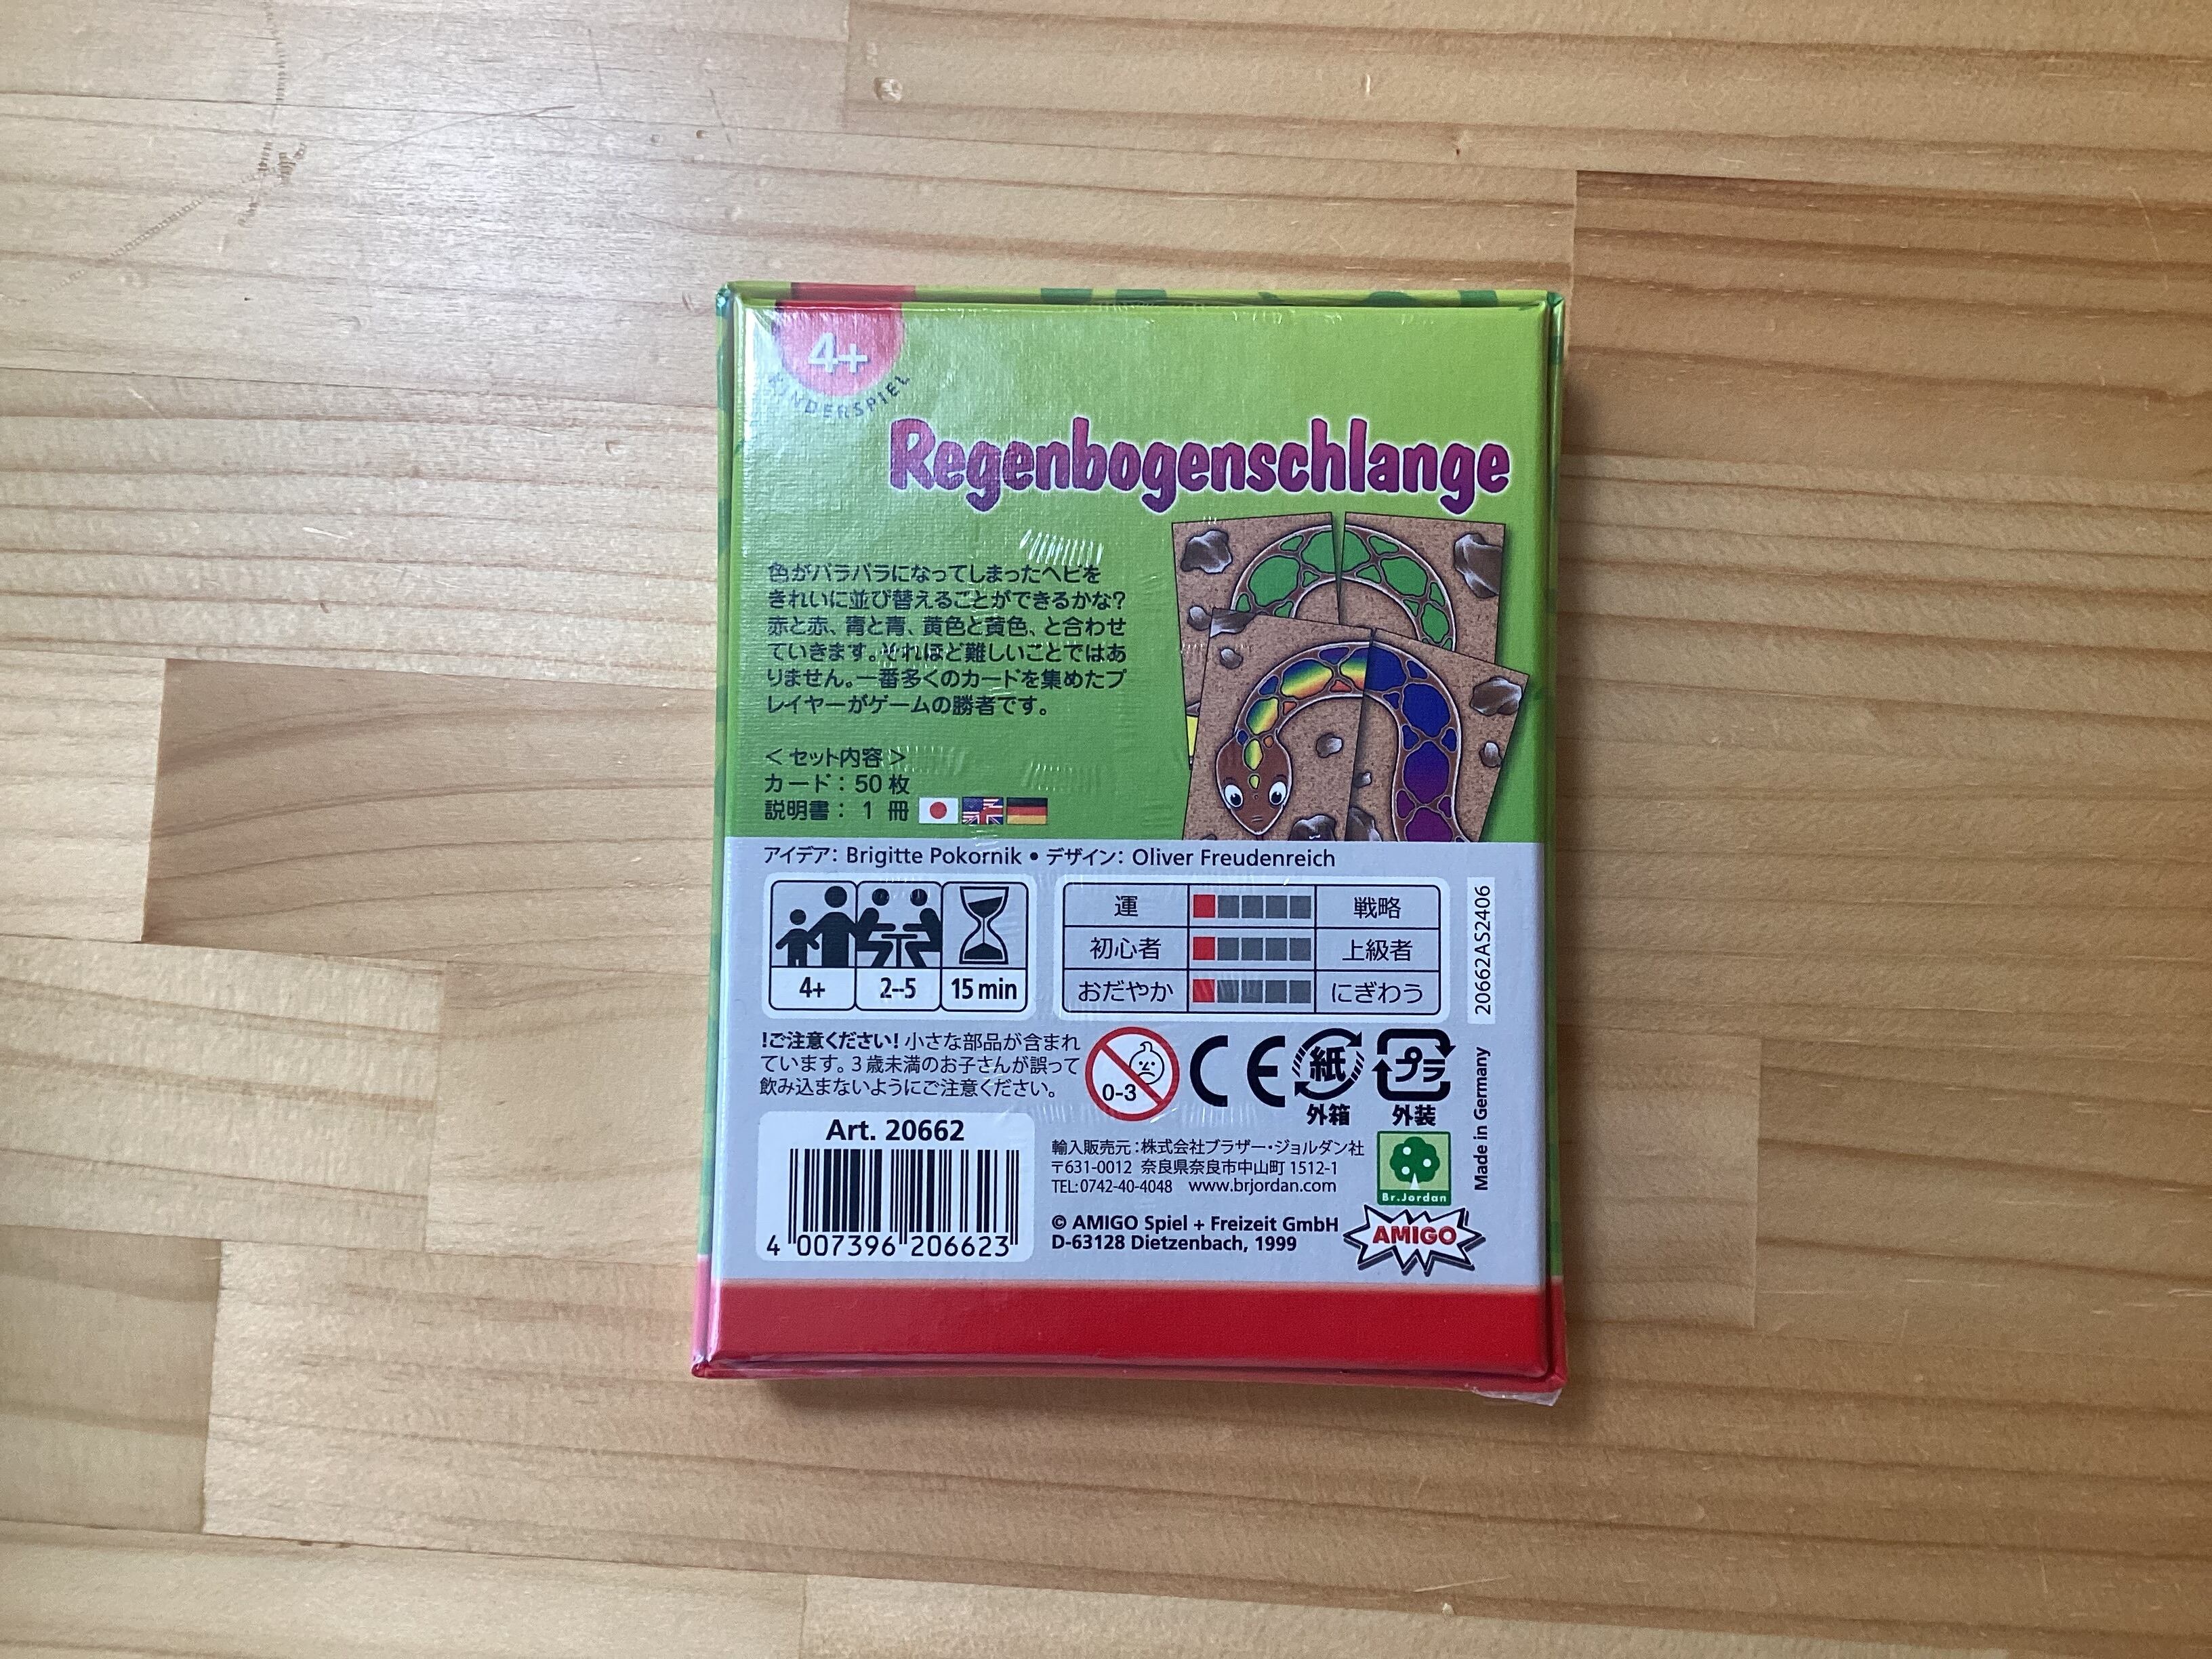 4+
KINDERSPIEL
Regenbogenschlange
色がバラバラになってしまったヘビを
きれいに並び替えることができるかな?
赤と赤、青と青、黄色と黄色、と合わせ
ていきます。それほど難しいことではあ
りません。一番多くのカードを集めたプ
レイヤーがゲームの勝者です。
＜セット内容＞
カード：50枚
説明書：1冊
アイデア：Brigitte Pokornik • デザイン：Oliver Freudenreich
4+ 2–5 15 min
運 戦略
初心者 上級者
おだやか にぎわう
20662AS2406
!ご注意ください!小さな部品が含まれ
ています。3歳未満のお子さんが誤って
飲み込まないようにご注意ください。
0-3
CE
紙
外箱
プラ
外装
Made in Germany
Art. 20662
4 007396 206623
輸入販売元：株式会社ブラザー・ジョルダン社
〒631-0012 奈良県奈良市中山町1512-1
TEL:0742-40-4048 www.brjordan.com
Br.Jordan
© AMIGO Spiel + Freizeit GmbH
D-63128 Dietzenbach, 1999
AMIGO